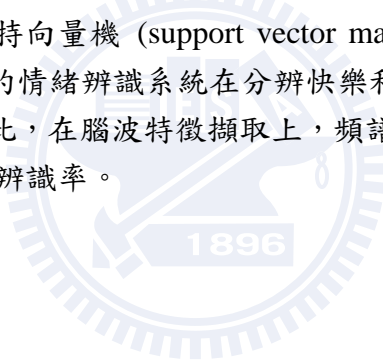 持向量機 (support vector ma
的情緒辨識系統在分辨快樂和
比，在腦波特徵擷取上，頻譜
辨識率。
1896